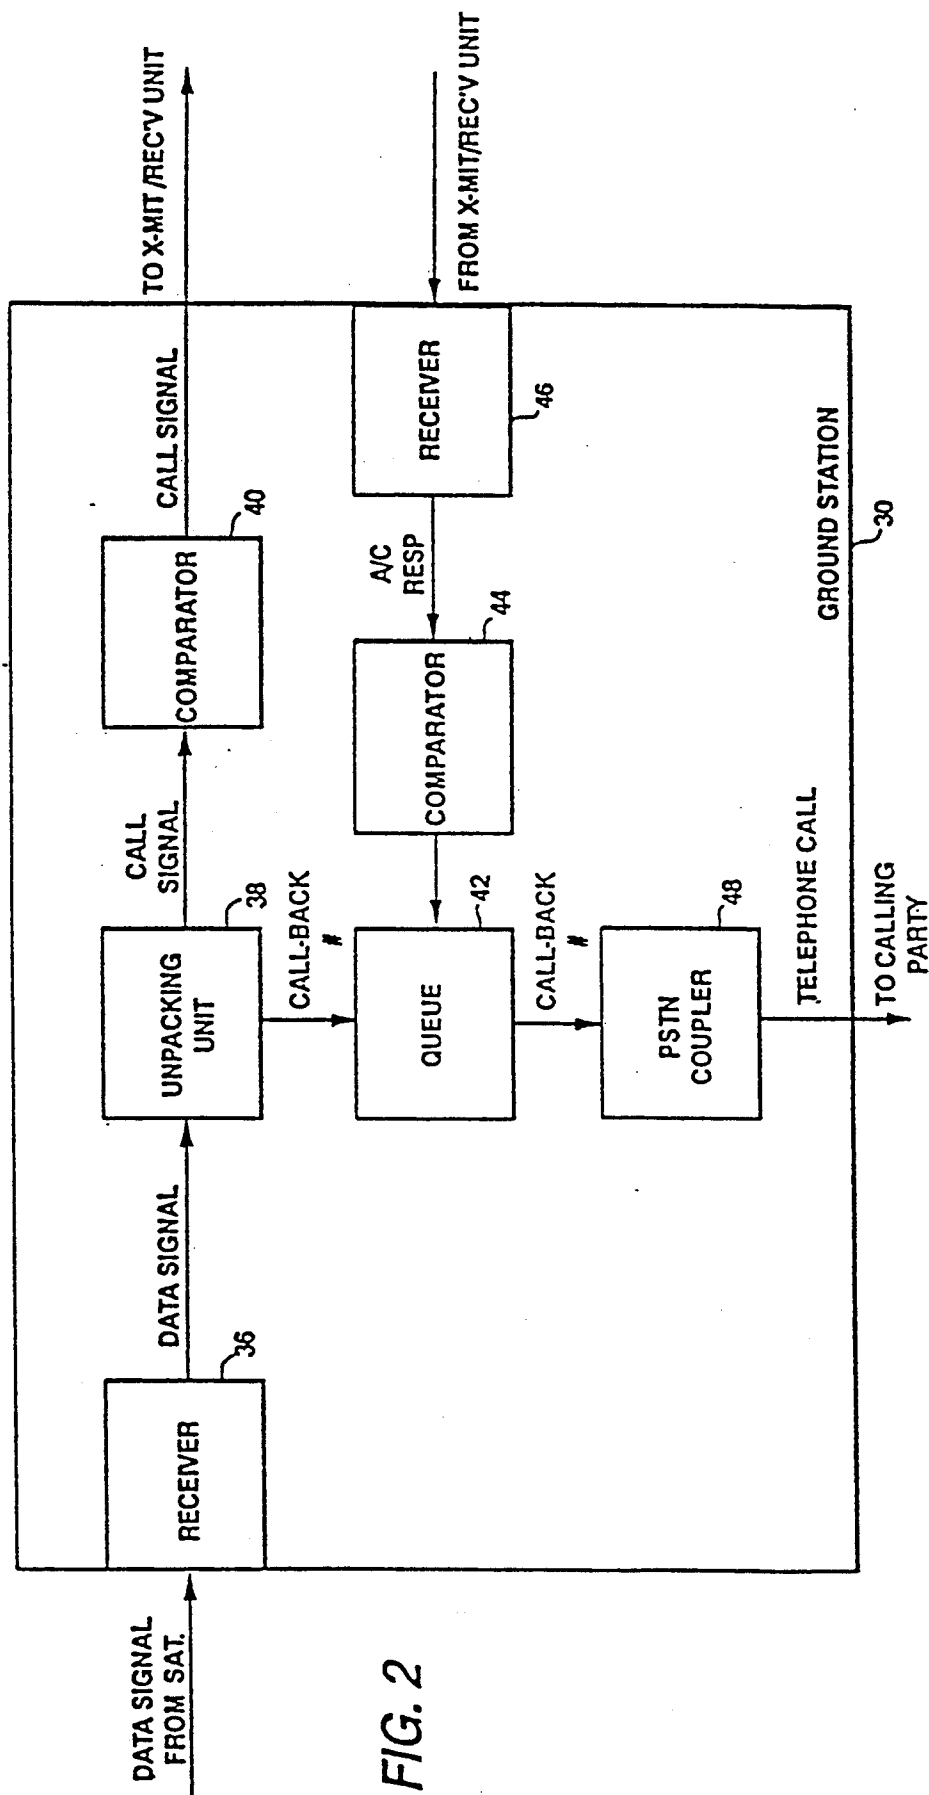 DATA SIGNAL
FROM SAT.
RECEIVER
36
DATA SIGNAL
UNPACKING
UNIT
38
CALL
SIGNAL
COMPARATOR
40
CALL SIGNAL
TO X-MIT/REC'V UNIT
CALL-BACK
#
QUEUE
42
COMPARATOR
44
A/C
RESP
RECEIVER
46
FROM X-MIT/REC'V UNIT
CALL-BACK
#
PSTN
COUPLER
48
TELEPHONE CALL
TO CALLING
PARTY
GROUND STATION
30
FIG. 2